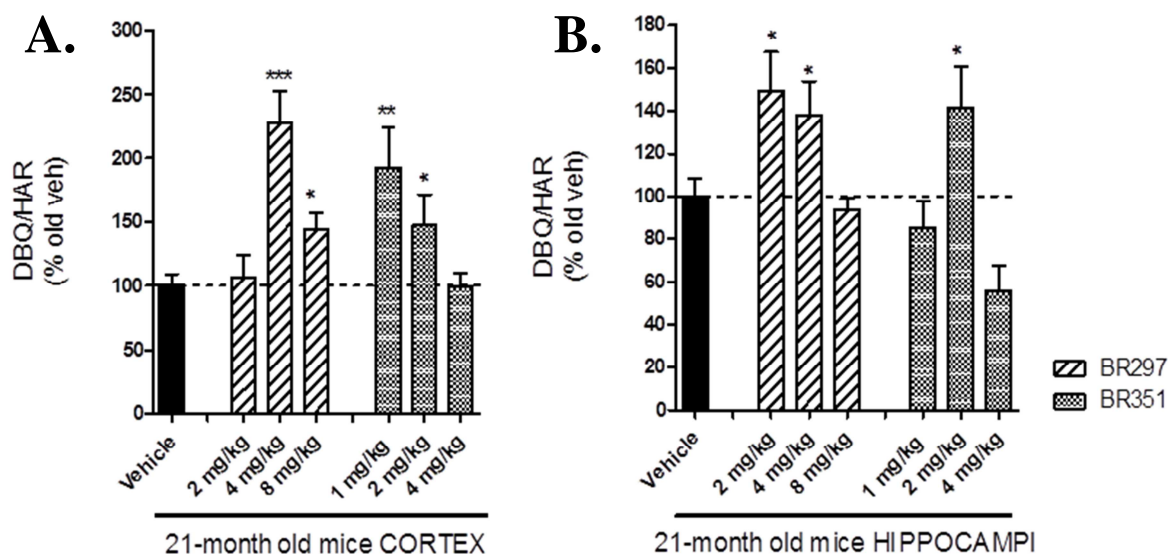 A.
300
250
200
150
100
50
0
DBQ/HAR
(% old veh)
***
*
**
*
Vehicle
2 mg/kg
4 mg/kg
8 mg/kg
1 mg/kg
2 mg/kg
4 mg/kg
21-month old mice CORTEX
B.
180
160
140
120
100
80
60
40
20
0
DBQ/HAR
(% old veh)
*
*
*
Vehicle
2 mg/kg
4 mg/kg
8 mg/kg
1 mg/kg
2 mg/kg
4 mg/kg
21-month old mice HIPPOCAMPI
BR297
BR351